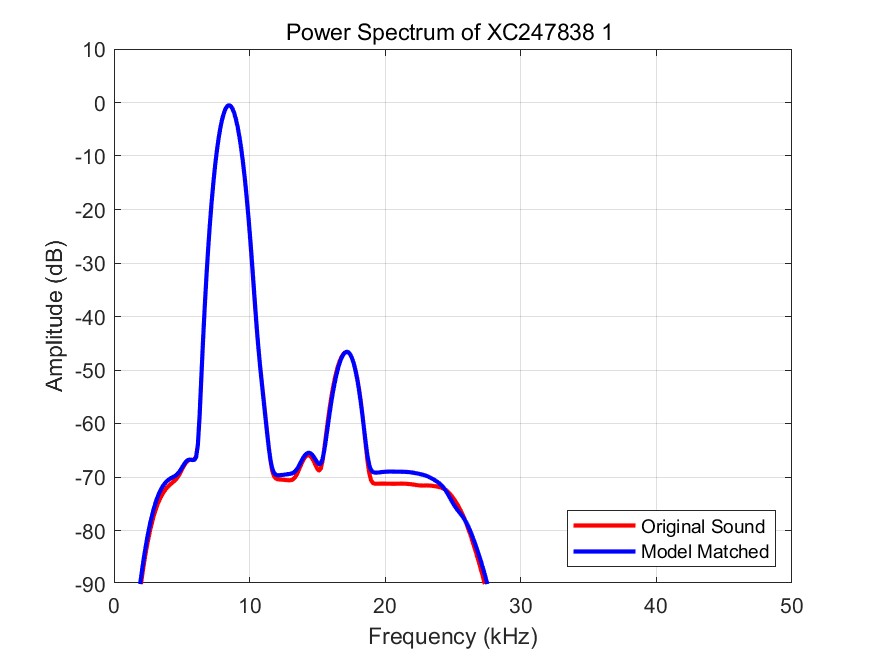 Power Spectrum of XC247838 1
10
0
-10
-20
-30
-40
-50
-60
-70
-80
-90
Amplitude (dB)
0 10 20 30 40 50
Frequency (kHz)
Original Sound
Model Matched